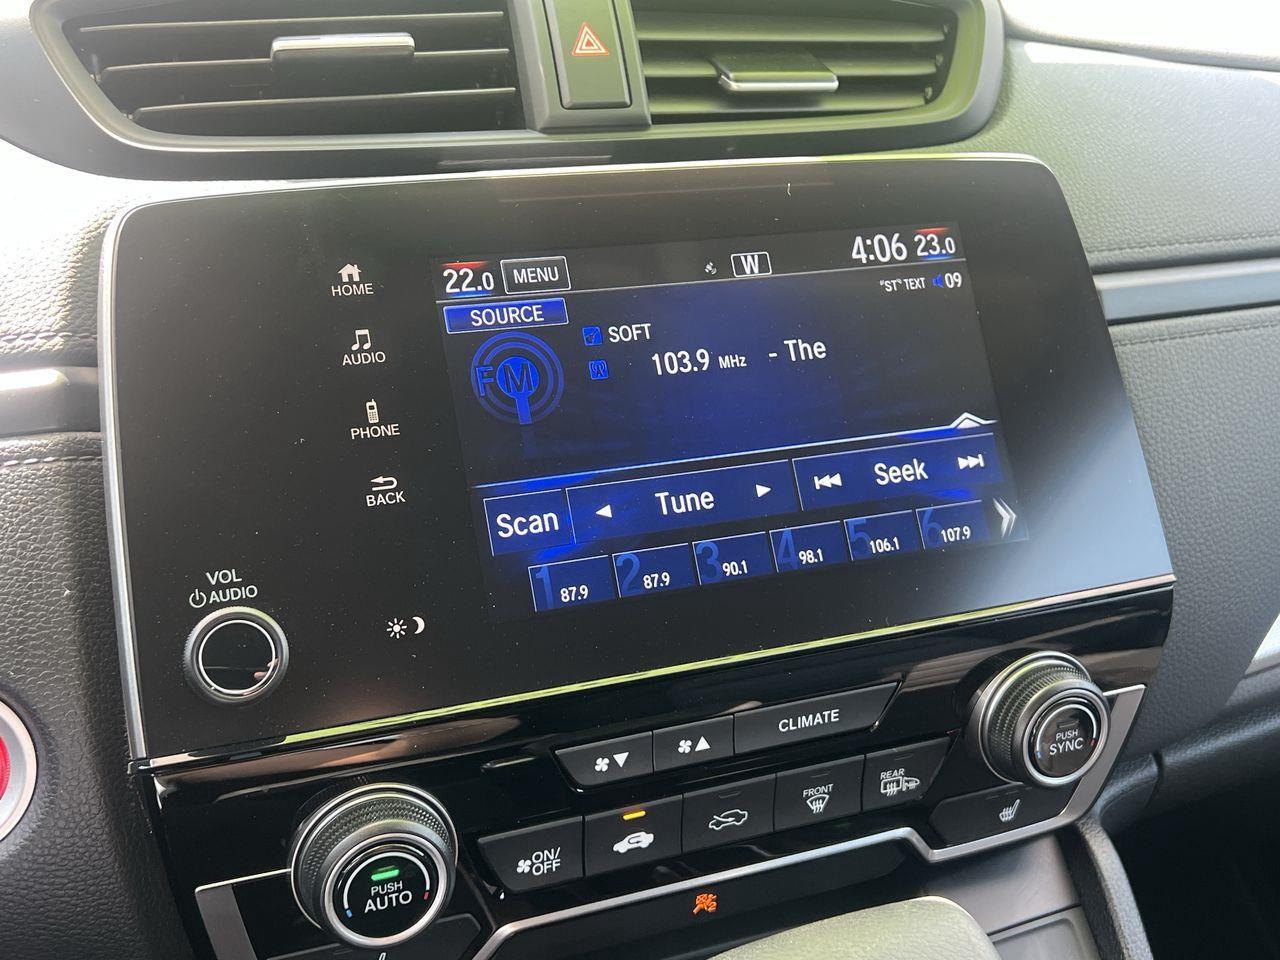 22.0 MENU W 4:06 23.0
"ST" TEXT 09
SOURCE
SOFT
FM
103.9 MHz - The
Scan Tune Seek
1 87.9 2 87.9 3 90.1 4 98.1 5 106.1 6 107.9
HOME
AUDIO
PHONE
BACK
VOL
AUDIO
CLIMATE
PUSH
SYNC
FRONT
REAR
ON/
OFF
PUSH
AUTO